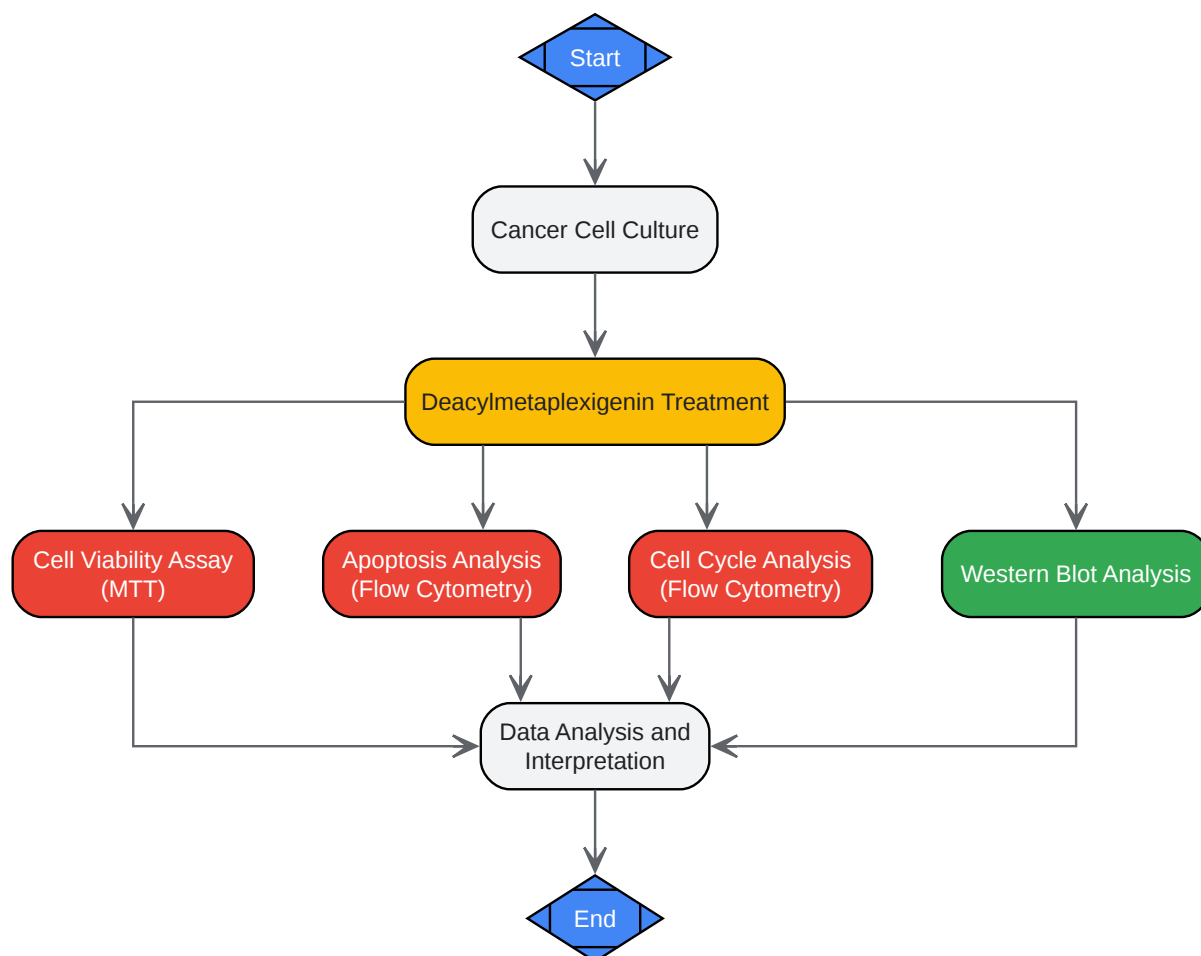 Start
Cancer Cell Culture
Deacylmetaplexigenin Treatment
Cell Viability Assay
(MTT)
Apoptosis Analysis
(Flow Cytometry)
Cell Cycle Analysis
(Flow Cytometry)
Western Blot Analysis
Data Analysis and
Interpretation
End